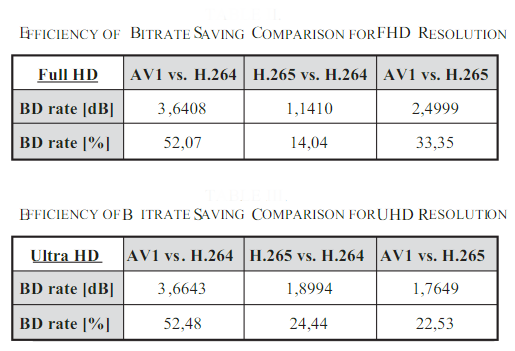 EFFICIENCY OF BITRATE SAVING COMPARISON FOR FHD RESOLUTION
Full HD AV1 vs. H.264 H.265 vs. H.264 AV1 vs. H.265
BD rate [dB] 3,6408 1,1410 2,4999
BD rate [%] 52,07 14,04 33,35
EFFICIENCY OF B ITRATE SAVING COMPARISON FOR UHD RESOLUTION
Ultra HD AV1 vs. H.264 H.265 vs. H.264 AV1 vs. H.265
BD rate [dB] 3,6643 1,8994 1,7649
BD rate [%] 52,48 24,44 22,53